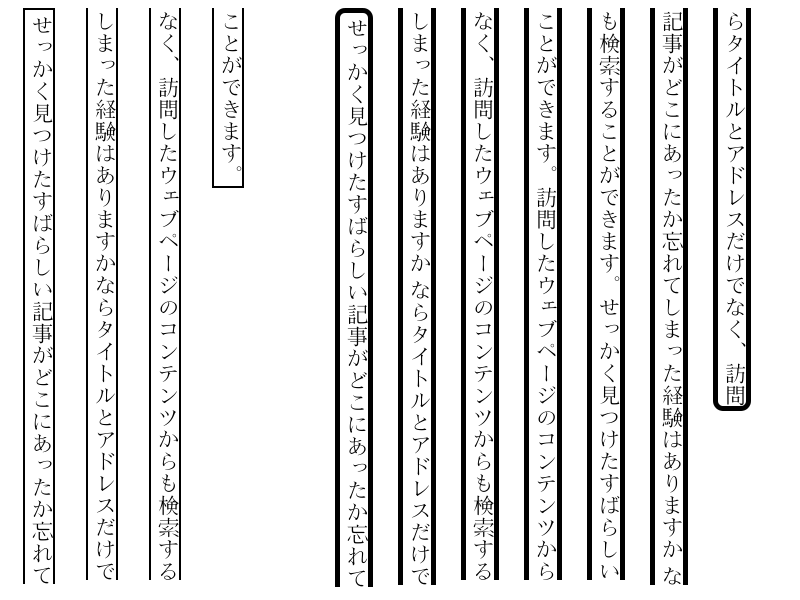 せっかく見つけたすばらしい記事がどこにあったか忘れて
しまった経験はありますかならタイトルとアドレスだけで
なく、訪問したウェブページのコンテンツからも検索する
ことができます。
せっかく見つけたすばらしい記事がどこにあったか忘れて
しまった経験はありますか ならタイトルとアドレスだけで
なく、訪問したウェブページのコンテンツからも検索する
ことができます。 訪問したウェブページのコンテンツから
も検索することができます。 せっかく見つけたすばらしい
記事がどこにあったか忘れてしまった経験はありますか な
らタイトルとアドレスだけでなく、訪問